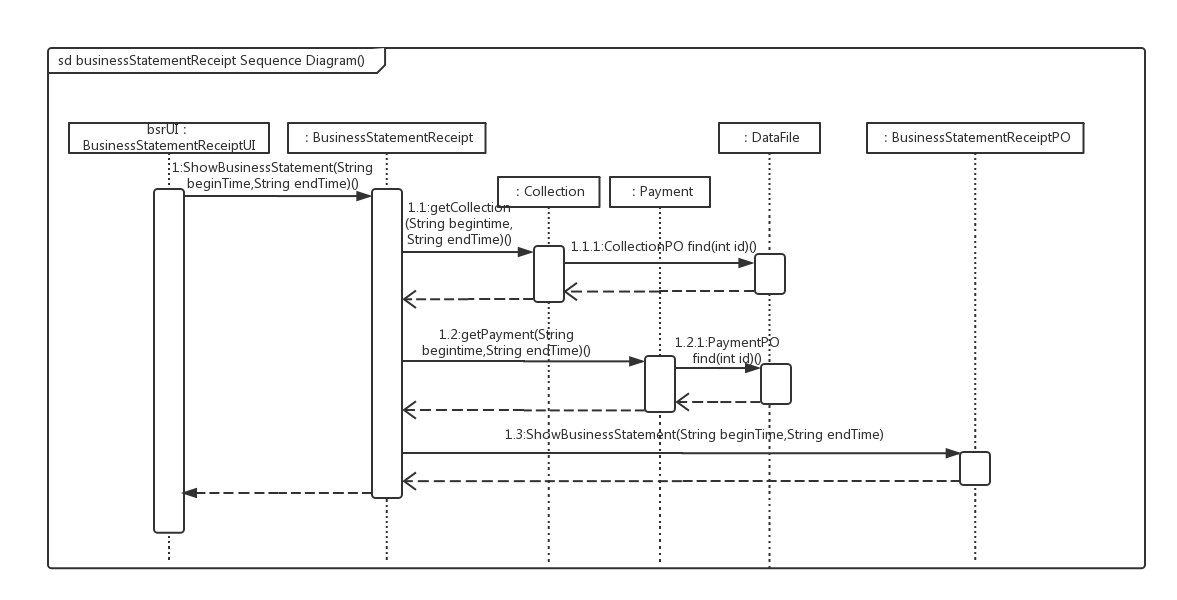 sd businessStatementReceipt Sequence Diagram()
bsrUI :
BusinessStatementReceiptUI
: BusinessStatementReceipt
: DataFile
: BusinessStatementReceiptPO
: Collection
: Payment
1:ShowBusinessStatement(String
beginTime,String endTime)()
1.1:getCollection
(String begintime,
String endTime)()
1.1.1:CollectionPO find(int id)()
1.2:getPayment(String
begintime,String endTime)()
1.2.1:PaymentPO
find(int id)()
1.3:ShowBusinessStatement(String beginTime,String endTime)